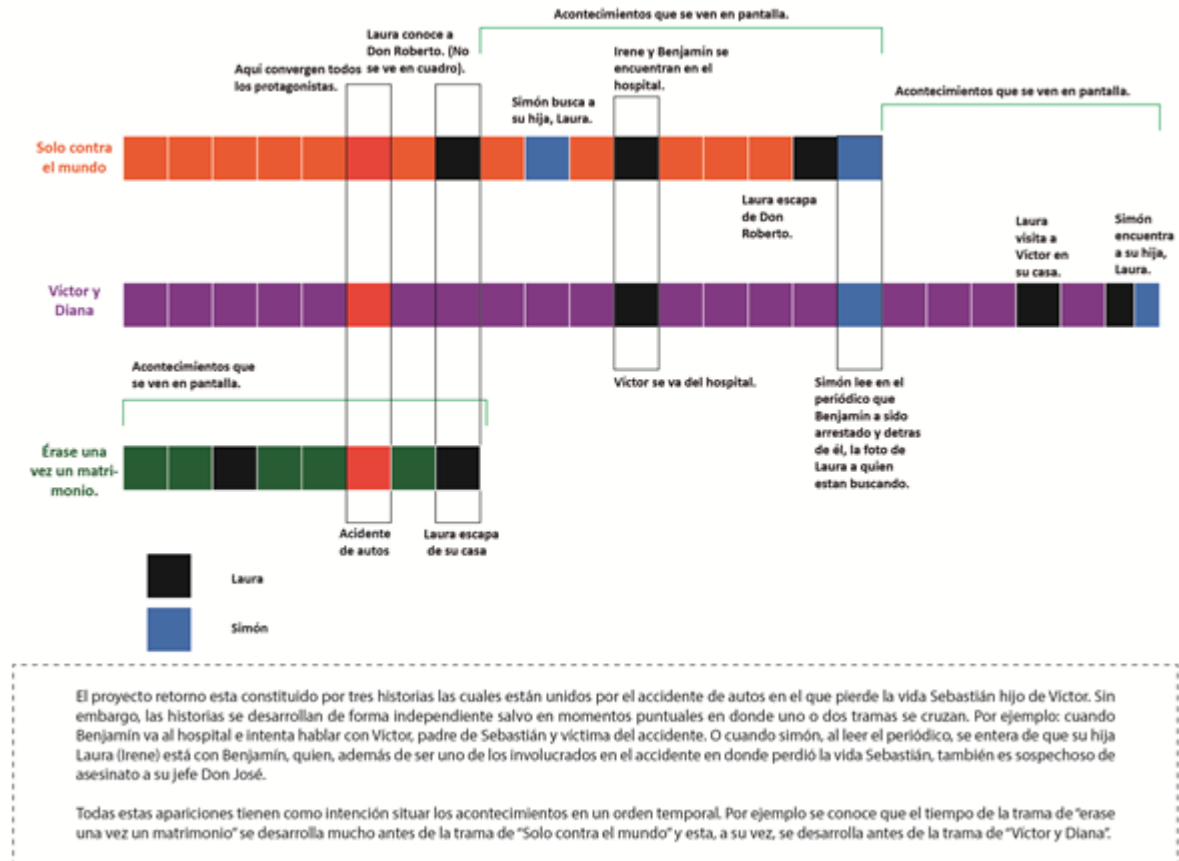 Acontecimientos que se ven en pantalla.
Laura conoce a
Don Roberto. (No
se ve en cuadro).
Aquí convergen todos
los protagonistas.
Irene y Benjamín se
encuentran en el
hospital.
Simón busca a
su hija, Laura.
Acontecimientos que se ven en pantalla.
Solo contra
el mundo
Laura escapa
de Don
Roberto.
Laura
visita a
Víctor en
su casa.
Simón
encuentra
a su hija,
Laura.
Víctor y
Diana
Acontecimientos que
se ven en pantalla.
Víctor se va del hospital.
Simón lee en el
periódico que
Benjamín a sido
arrestado y detras
de él, la foto de
Laura a quien
estan buscando.
Érase una
vez un matri-
monio.
Acidente
de autos
Laura escapa
de su casa
Laura
Simón
El proyecto retorno esta constituido por tres historias las cuales están unidos por el accidente de autos en el que pierde la vida Sebastián hijo de Víctor. Sin
embargo, las historias se desarrollan de forma independiente salvo en momentos puntuales en donde uno o dos tramas se cruzan. Por ejemplo: cuando
Benjamín va al hospital e intenta hablar con Víctor, padre de Sebastián y víctima del accidente. O cuando simón, al leer el periódico, se entera de que su hija
Laura (Irene) está con Benjamín, quien, además de ser uno de los involucrados en el accidente en donde perdió la vida Sebastián, también es sospechoso de
asesinato a su jefe Don José.
Todas estas apariciones tienen como intención situar los acontecimientos en un orden temporal. Por ejemplo se conoce que el tiempo de la trama de "erase
una vez un matrimonio" se desarrolla mucho antes de la trama de "Solo contra el mundo" y esta, a su vez, se desarrolla antes de la trama de "Víctor y Diana".